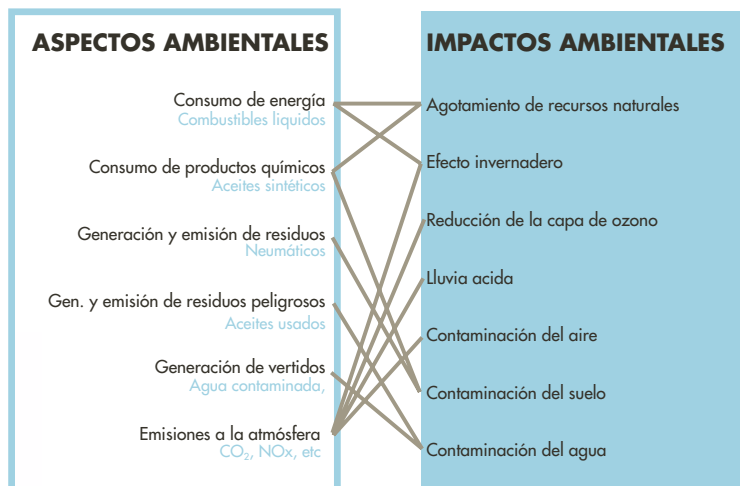 ASPECTOS AMBIENTALES
Consumo de energía
Combustibles liquidos
Consumo de productos químicos
Aceites sintéticos
Generación y emisión de residuos
Neumáticos
Gen. y emisión de residuos peligrosos
Aceites usados
Generación de vertidos
Agua contaminada,
Emisiones a la atmósfera
CO₂, NOx, etc
IMPACTOS AMBIENTALES
Agotamiento de recursos naturales
Efecto invernadero
Reducción de la capa de ozono
Lluvia acida
Contaminación del aire
Contaminación del suelo
Contaminación del agua